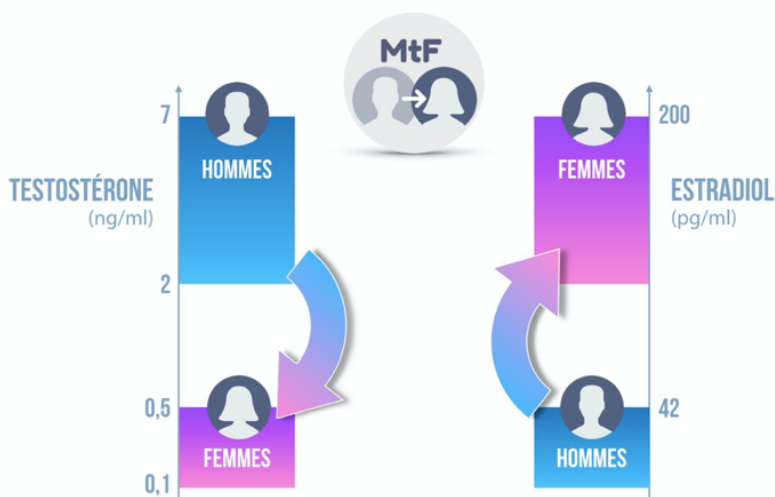 MtF
7
HOMMES
TESTOSTÉRONE
(ng/ml)
2
0,5
FEMMES
0,1
200
FEMMES
ESTRADIOL
(pg/ml)
42
HOMMES